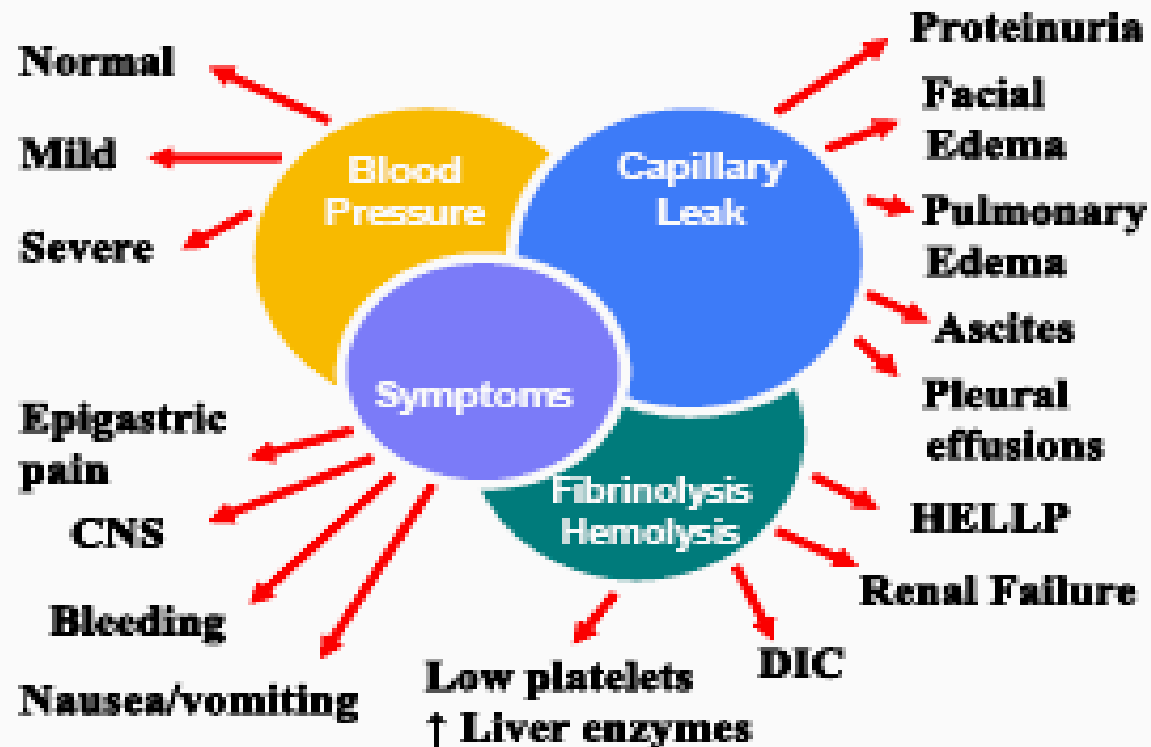 Normal
Mild
Severe
Blood
Pressure
Capillary
Leak
Proteinuria
Facial
Edema
Pulmonary
Edema
Ascites
Pleural
effusions
Symptoms
Epigastric
pain
CNS
Bleeding
Nausea/vomiting
Fibrinolysis
Hemolysis
HELLP
Renal Failure
DIC
Low platelets
↑ Liver enzymes